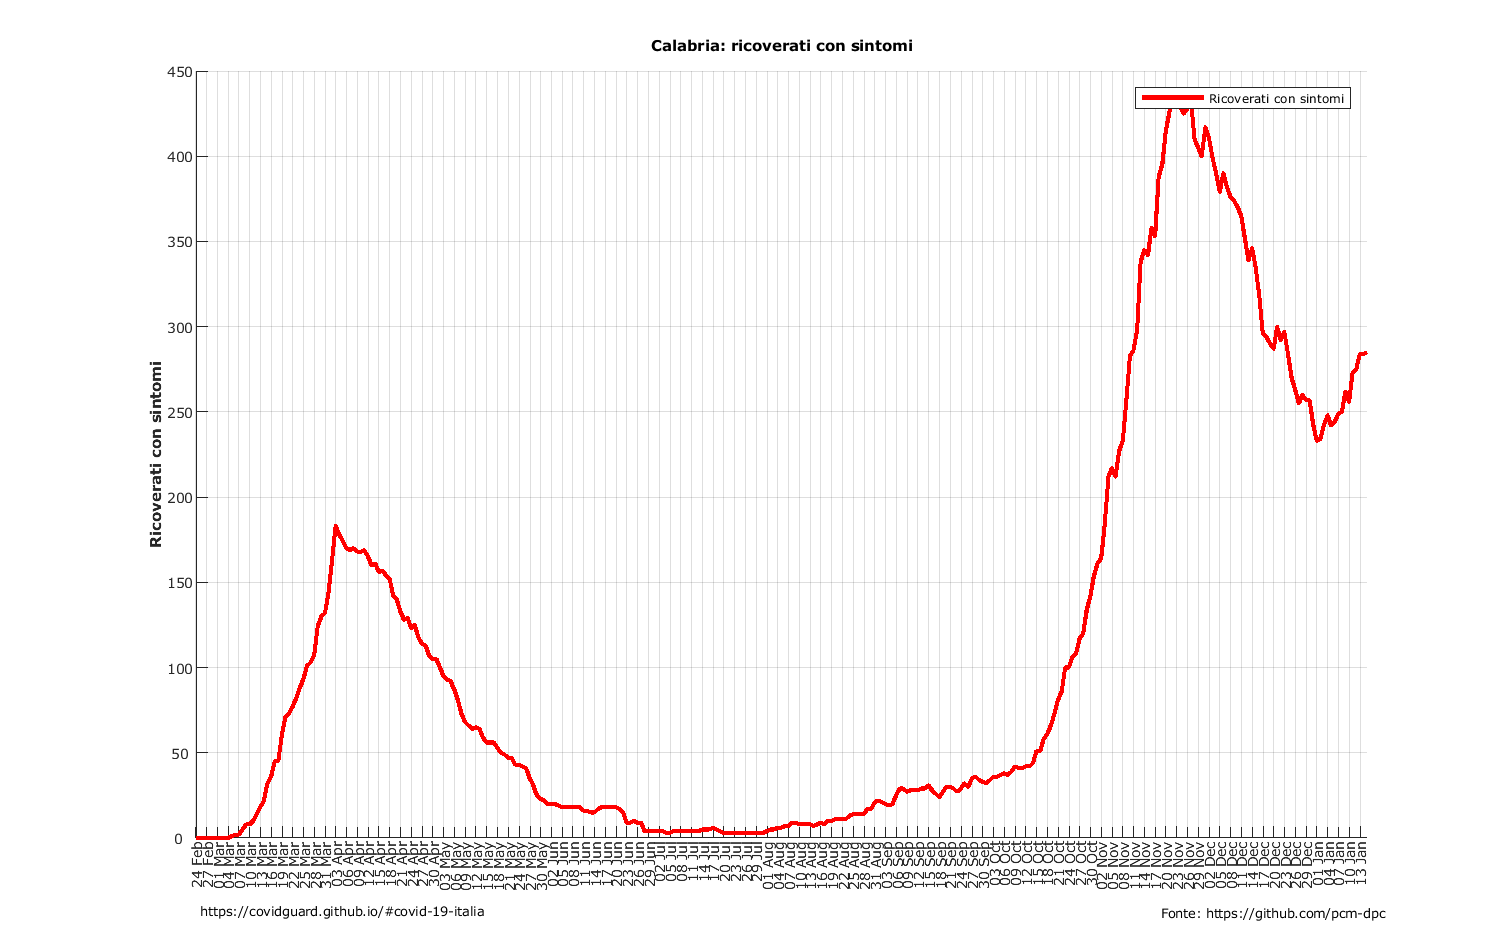 Calabria: ricoverati con sintomi
Ricoverati con sintomi
Ricoverati con sintomi
450
400
350
300
250
200
150
100
50
0
24 Feb
27 Feb
01 Mar
04 Mar
07 Mar
10 Mar
13 Mar
16 Mar
19 Mar
22 Mar
25 Mar
28 Mar
31 Mar
03 Apr
06 Apr
09 Apr
12 Apr
15 Apr
18 Apr
21 Apr
24 Apr
27 Apr
30 Apr
03 May
06 May
09 May
12 May
15 May
18 May
21 May
24 May
27 May
30 May
02 Jun
05 Jun
08 Jun
11 Jun
14 Jun
17 Jun
20 Jun
23 Jun
26 Jun
29 Jun
02 Jul
05 Jul
08 Jul
11 Jul
14 Jul
17 Jul
20 Jul
23 Jul
26 Jul
29 Jul
01 Aug
04 Aug
07 Aug
10 Aug
13 Aug
16 Aug
19 Aug
22 Aug
25 Aug
28 Aug
31 Aug
03 Sep
06 Sep
09 Sep
12 Sep
15 Sep
18 Sep
21 Sep
24 Sep
27 Sep
30 Sep
03 Oct
06 Oct
09 Oct
12 Oct
15 Oct
18 Oct
21 Oct
24 Oct
27 Oct
30 Oct
02 Nov
05 Nov
08 Nov
11 Nov
14 Nov
17 Nov
20 Nov
23 Nov
26 Nov
29 Nov
02 Dec
05 Dec
08 Dec
11 Dec
14 Dec
17 Dec
20 Dec
23 Dec
26 Dec
29 Dec
01 Jan
04 Jan
07 Jan
10 Jan
13 Jan
https://covidguard.github.io/#covid-19-italia
Fonte: https://github.com/pcm-dpc